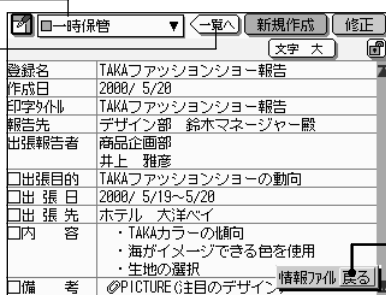 □一時保管 ▼ 一覧へ 新規作成 修正
文字 大
登録名 TAKAファッションショー報告
作成日 2000/ 5/20
印字タイトル TAKAファッションショー報告
報告先 デザイン部 鈴木マネージャー殿
出張報告者 商品企画部
井上 雅彦
□出張目的 TAKAファッションショーの動向
□出 張 日 2000/ 5/19～5/20
□出 張 先 ホテル 大洋ベイ
□内 容 ・TAKAカラーの傾向
・海がイメージできる色を使用
・生地の選択
情報ファイル 戻る
□備 考 PICTURE(注目のデザイン